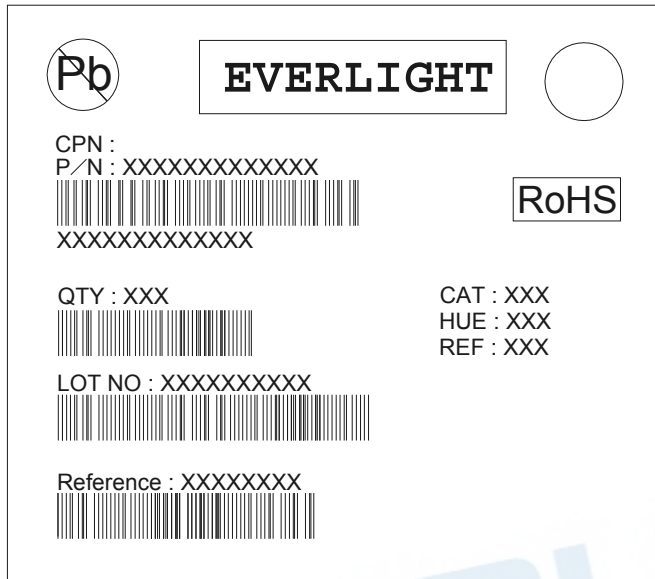 Pb
EVERLIGHT
CPN :
P/N : XXXXXXXXXXXXX
RoHS
XXXXXXXXXXXXX
QTY : XXX
CAT : XXX
HUE : XXX
REF : XXX
LOT NO : XXXXXXXXXX
Reference : XXXXXXXX